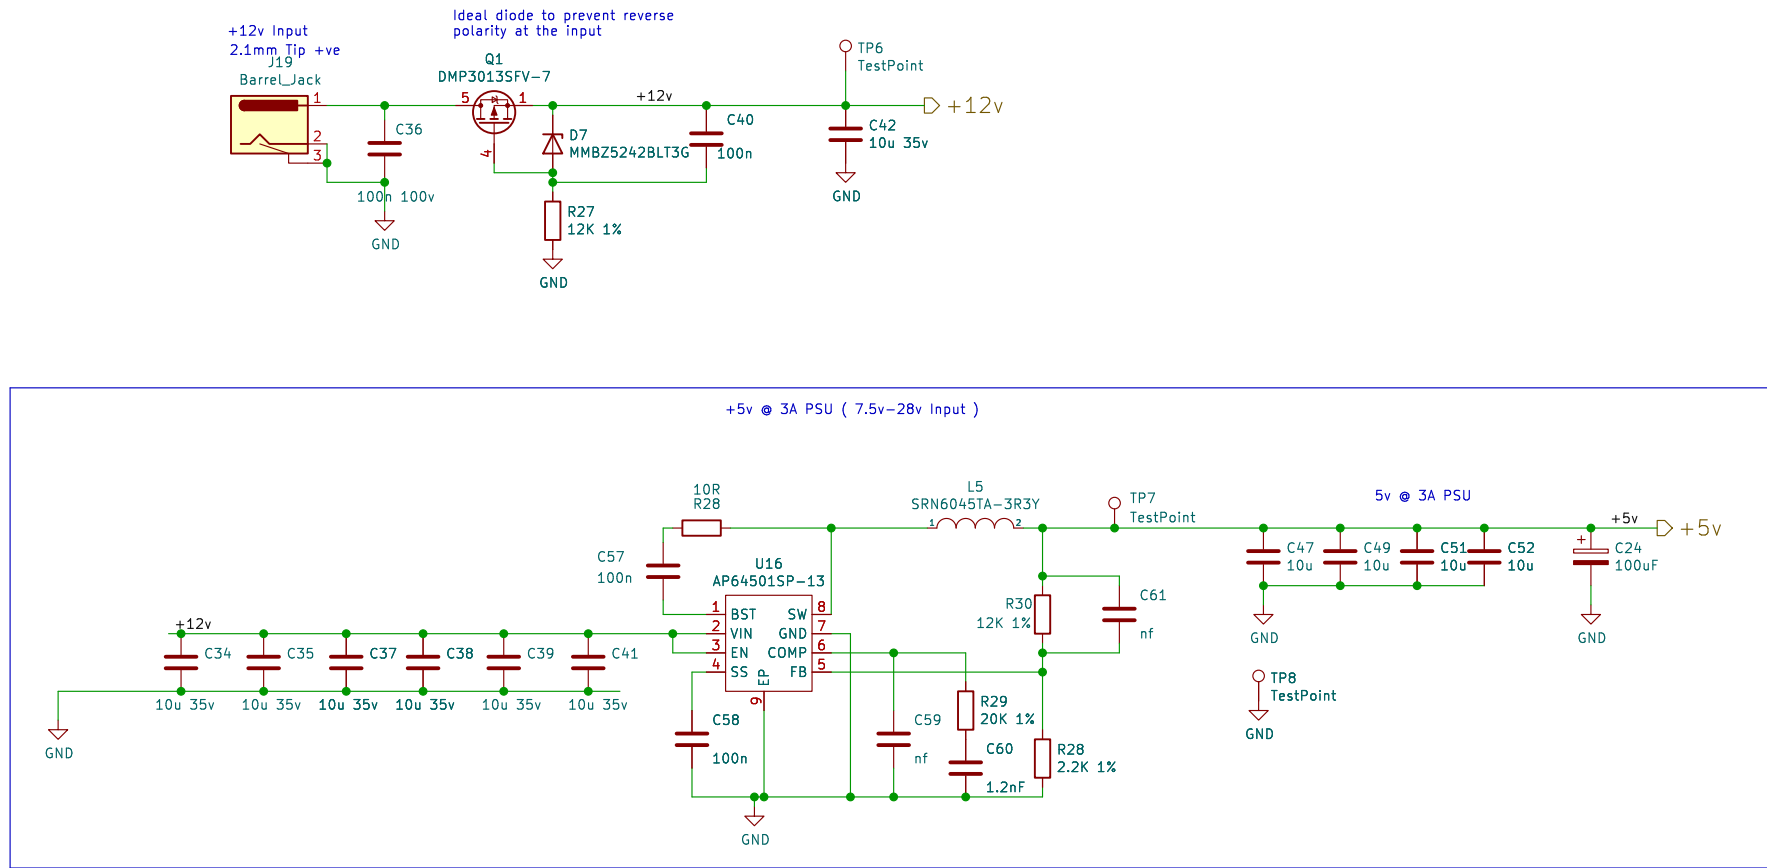 Ideal diode to prevent reverse
polarity at the input
+12v Input
2.1mm Tip +ve
J19
Barrel_Jack
1
2
3
C36
100n 100v
GND
Q1
DMP3013SFV-7
5
1
4
D7
MMBZ5242BLT3G
R27
12K 1%
GND
+12v
C40
100n
TP6
TestPoint
C42
10u 35v
GND
+12v
+5v @ 3A PSU ( 7.5v-28v Input )
10R
R28
C57
100n
U16
AP64501SP-13
1
BST
2
VIN
3
EN
4
SS
SW
8
GND
7
COMP
6
FB
5
EP
9
+12v
C34
10u 35v
C35
10u 35v
C37
10u 35v
C38
10u 35v
C39
10u 35v
C41
10u 35v
GND
C58
100n
GND
C59
nf
R29
20K 1%
C60
1.2nF
R28
2.2K 1%
R30
12K 1%
C61
nf
L5
SRN6045TA-3R3Y
1
2
TP7
TestPoint
5v @ 3A PSU
C47
10u
C49
10u
C51
10u
C52
10u
GND
+
C24
100uF
GND
+5v
+5v
TP8
TestPoint
GND